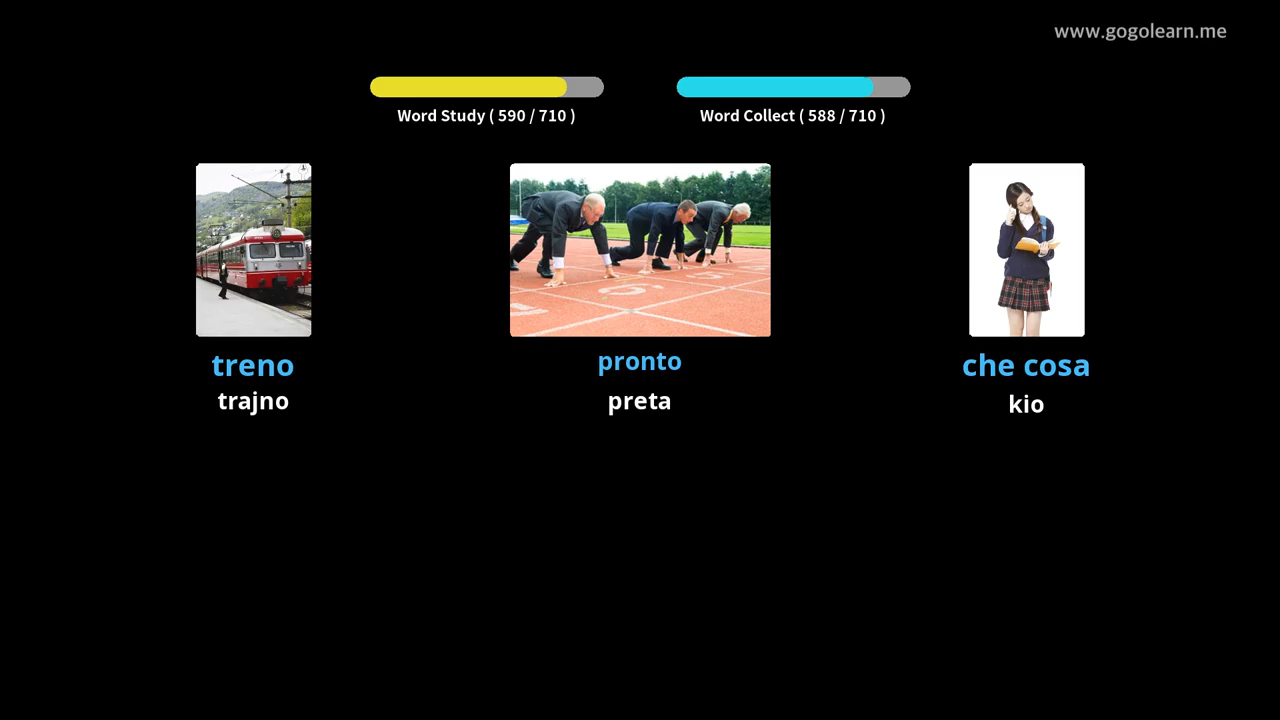 www.gogolearn.me
Word Study ( 590 / 710 )
Word Collect ( 588 / 710 )
treno
trajno
pronto
preta
che cosa
kio